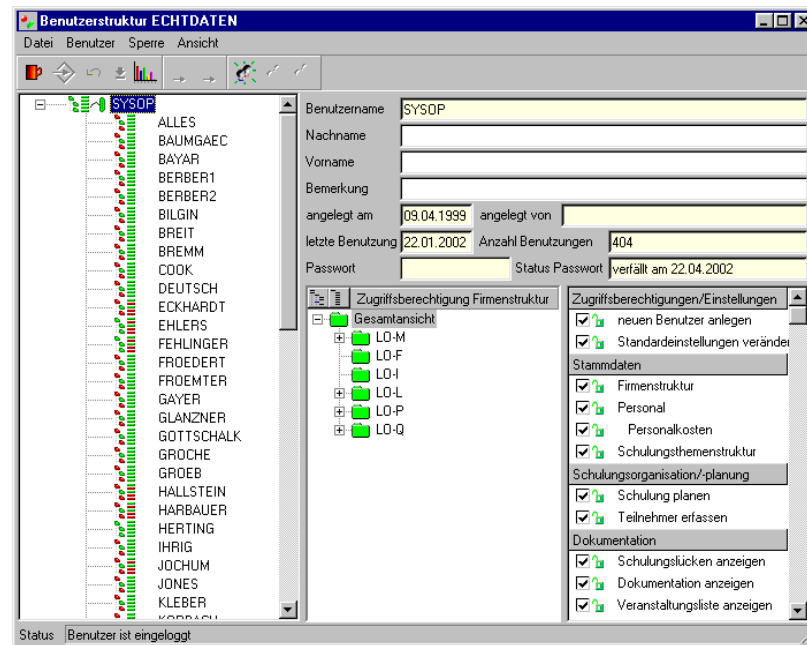 Benutzerstruktur ECHTDATEN
Datei Benutzer Sperre Ansicht
SYSOP
ALLES
BAUMGAEC
BAYAR
BERBER1
BERBER2
BILGIN
BREIT
BREMM
COOK
DEUTSCH
ECKHARDT
EHLERS
FEHLINGER
FROEDERT
FROEMTER
GAYER
GLANZNER
GOTTSCHALK
GROCHE
GROEB
HALLSTEIN
HARBAUER
HERTING
IHRIG
JOCHUM
JONES
KLEBER
Benutzername SYSOP
Nachname
Vorname
Bemerkung
angelegt am 09.04.1999 angelegt von
letzte Benutzung 22.01.2002 Anzahl Benutzungen 404
Passwort Status Passwort verfällt am 22.04.2002
Zugriffsberechtigung Firmenstruktur
Gesamtansicht
LO-M
LO-F
LO-I
LO-L
LO-P
LO-Q
Zugriffsberechtigungen/Einstellungen
neuen Benutzer anlegen
Standardeinstellungen veränder
Stammdaten
Firmenstruktur
Personal
Personalkosten
Schulungsthemenstruktur
Schulungsorganisation/-planung
Schulung planen
Teilnehmer erfassen
Dokumentation
Schulungslücken anzeigen
Dokumentation anzeigen
Veranstaltungsliste anzeigen
Status Benutzer ist eingeloggt